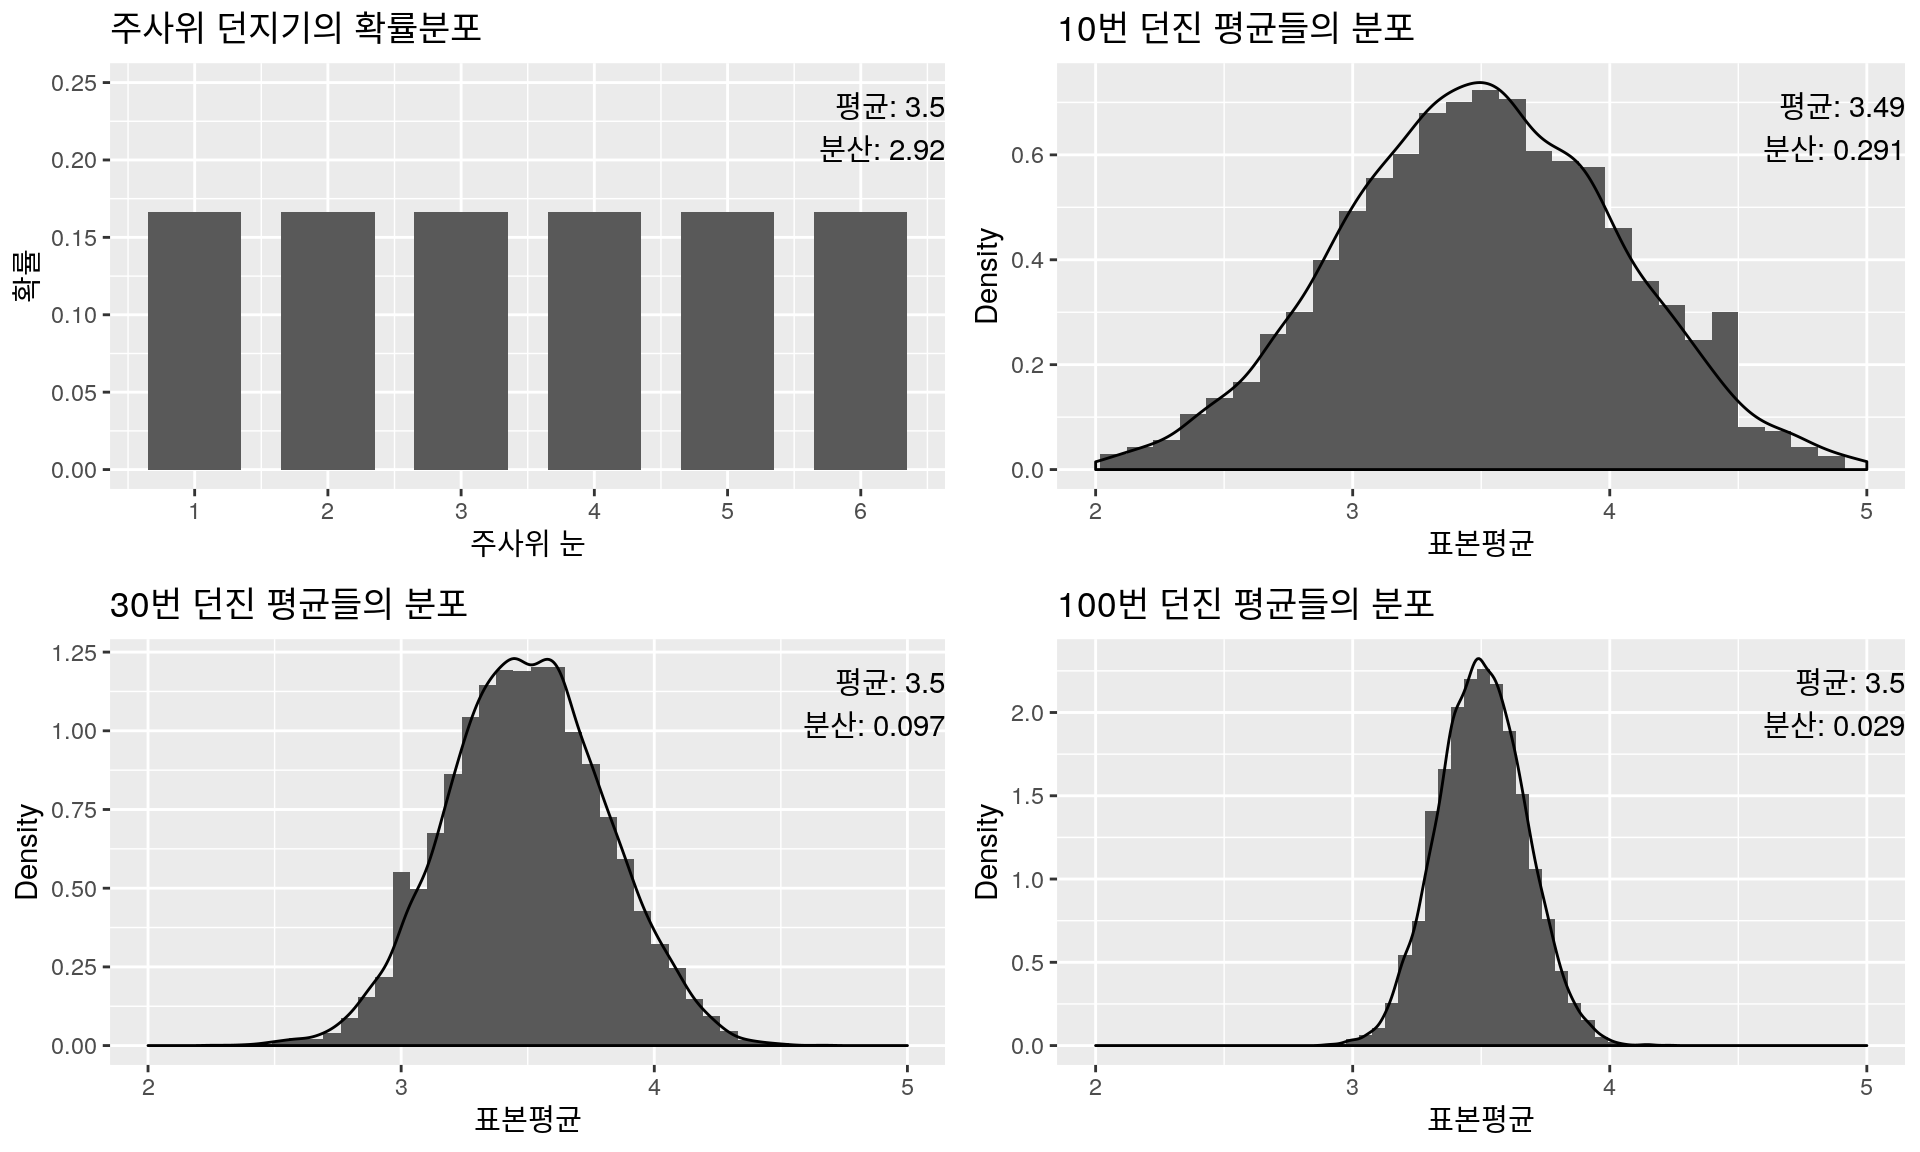 주사위 던지기의 확률분포
평균: 3.5
분산: 2.92
0.25
0.20
0.15
0.10
0.05
0.00
확률
1 2 3 4 5 6
주사위 눈
10번 던진 평균들의 분포
평균: 3.49
분산: 0.291
0.6
0.4
0.2
0.0
Density
2 3 4 5
표본평균
30번 던진 평균들의 분포
평균: 3.5
분산: 0.097
1.25
1.00
0.75
0.50
0.25
0.00
Density
2 3 4 5
표본평균
100번 던진 평균들의 분포
평균: 3.5
분산: 0.029
2.0
1.5
1.0
0.5
0.0
Density
2 3 4 5
표본평균